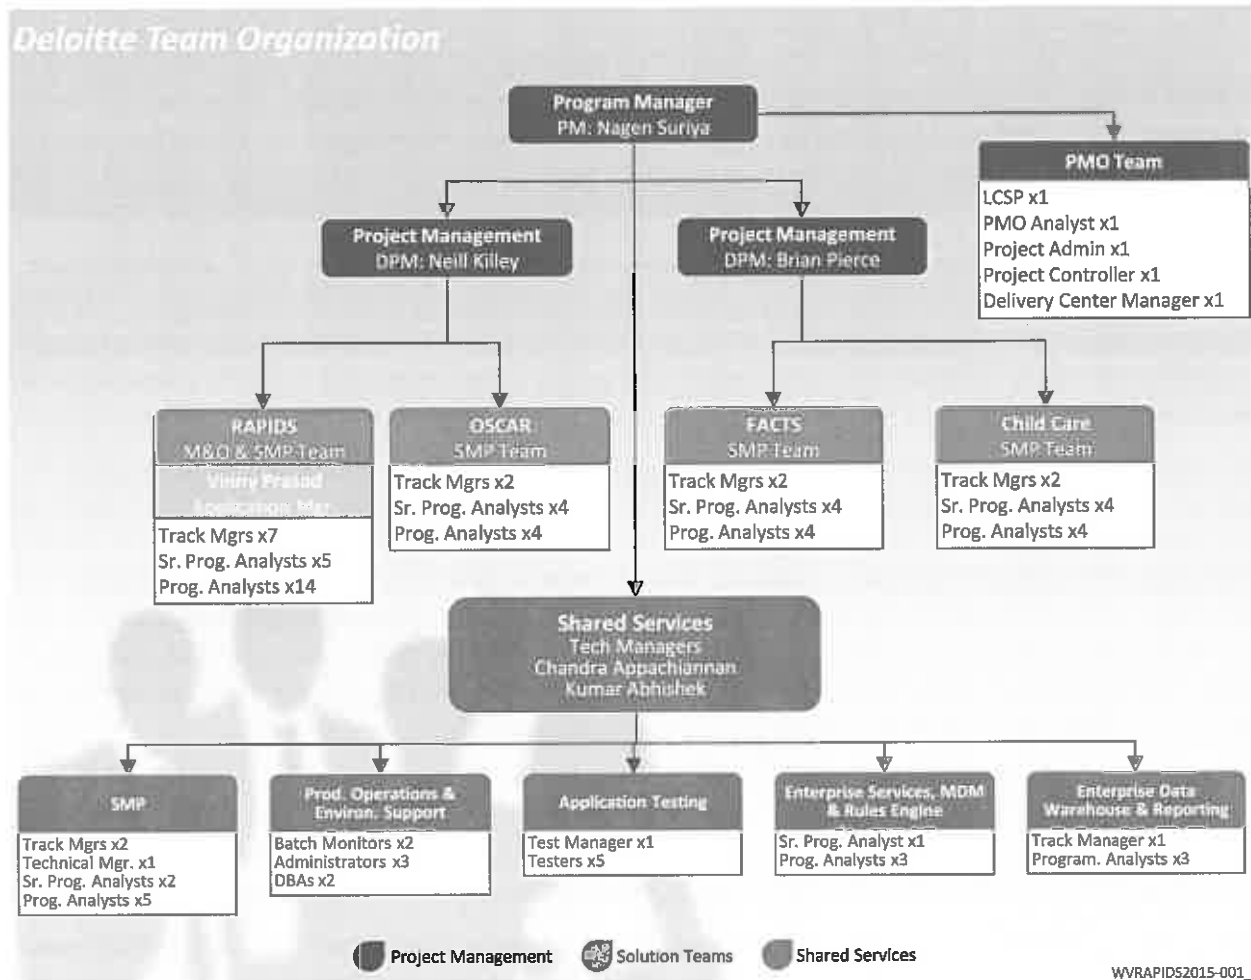 Deloitte Team Organization
Program Manager
PM: Nagen Suriya
PMO Team
LCSP x1
PMO Analyst x1
Project Admin x1
Project Controller x1
Delivery Center Manager x1
Project Management
DPM: Neill Killey
Project Management
DPM: Brian Pierce
RAPIDS
M&O & SMP Team
Vinny Prasad
Application Mgr
Track Mgrs x7
Sr. Prog. Analysts x5
Prog. Analysts x14
OSCAR
SMP Team
Track Mgrs x2
Sr. Prog. Analysts x4
Prog. Analysts x4
FACTS
SMP Team
Track Mgrs x2
Sr. Prog. Analysts x4
Prog. Analysts x4
Child Care
SMP Team
Track Mgrs x2
Sr. Prog. Analysts x4
Prog. Analysts x4
Shared Services
Tech Managers
Chandra Appachiannan
Kumar Abhishek
SMP
Track Mgrs x2
Technical Mgr. x1
Sr. Prog. Analysts x2
Prog. Analysts x5
Prod. Operations &
Environ. Support
Batch Monitors x2
Administrators x3
DBAs x2
Application Testing
Test Manager x1
Testers x5
Enterprise Services, MDM
& Rules Engine
Sr. Prog. Analyst x1
Prog. Analysts x3
Enterprise Data
Warehouse & Reporting
Track Manager x1
Program. Analysts x3
Project Management
Solution Teams
Shared Services
WVRAPIDS2015-001_